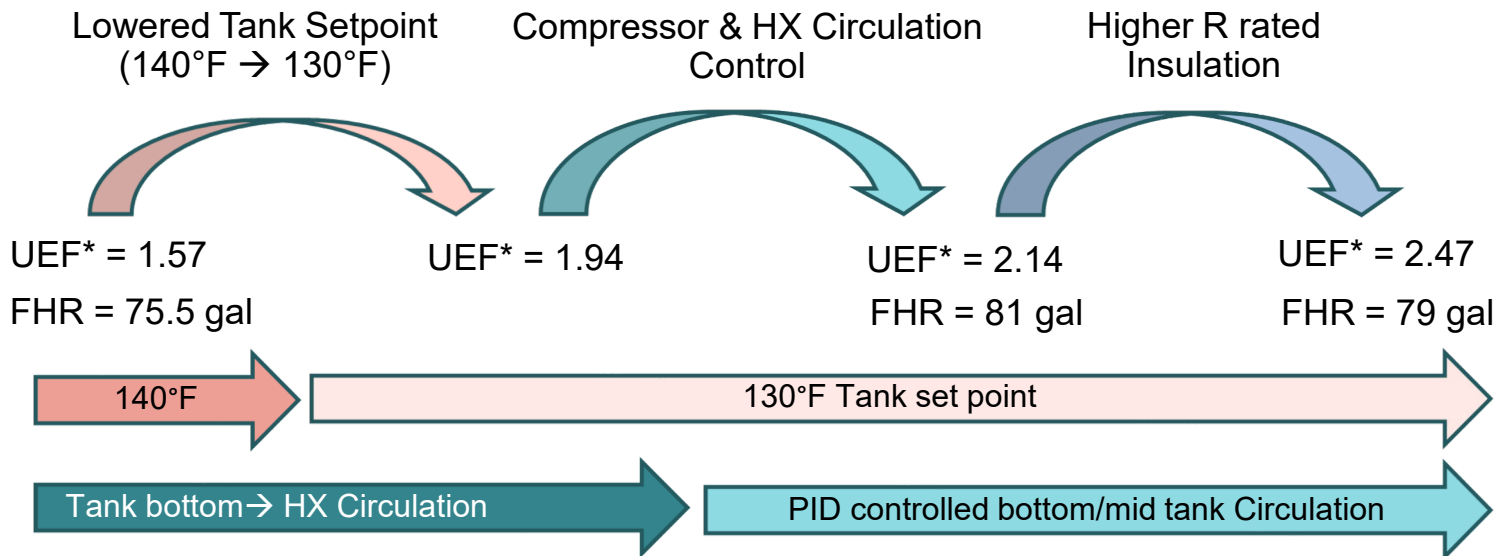 Lowered Tank Setpoint
(140°F → 130°F)
Compressor & HX Circulation
Control
Higher R rated
Insulation
UEF* = 1.57
FHR = 75.5 gal
UEF* = 1.94
UEF* = 2.14
FHR = 81 gal
UEF* = 2.47
FHR = 79 gal
140°F
130°F Tank set point
Tank bottom→ HX Circulation
PID controlled bottom/mid tank Circulation